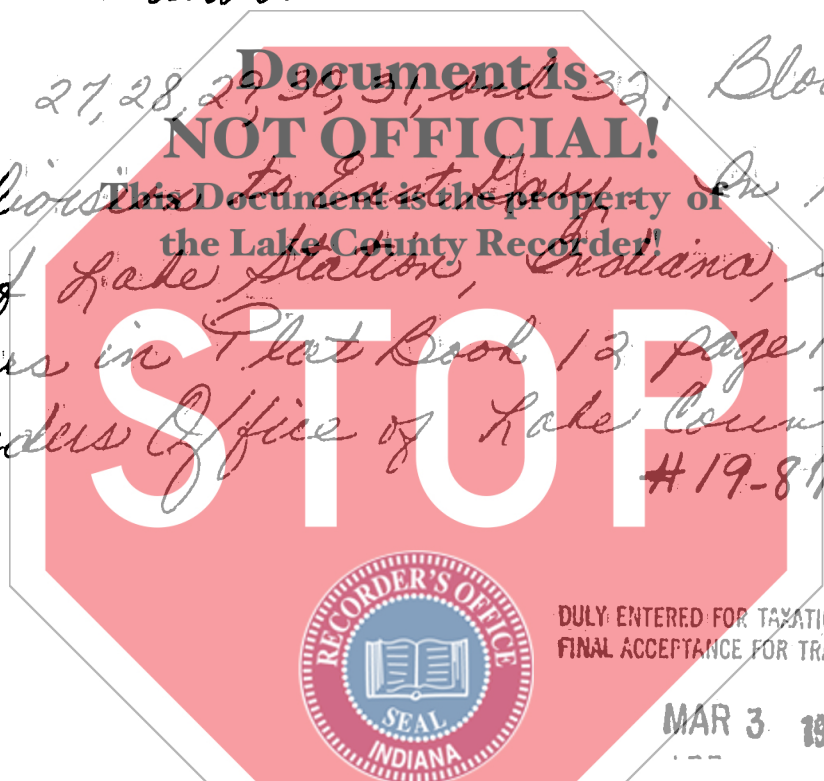 Document is
27, 28, 29, 30, 31, and 32. Blo
NOT OFFICIAL!
to East Gary. In
This Document is the property of
the Lake County Recorder!
Lake Station, Indiana,
in Plat Book 12 page
STOP
Office of Lake Coun
#19-8
RECORDER'S OFFICE
SEAL
INDIANA
DULY ENTERED FOR TAXATI
FINAL ACCEPTANCE FOR TRA
MAR 3 19